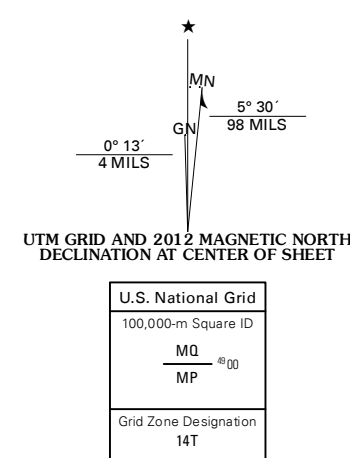 ★
MN
5° 30´
98 MILS
GN
0° 13´
4 MILS
UTM GRID AND 2012 MAGNETIC NORTH
DECLINATION AT CENTER OF SHEET
U.S. National Grid
100,000-m Square ID
MQ
4900
MP
Grid Zone Designation
14T